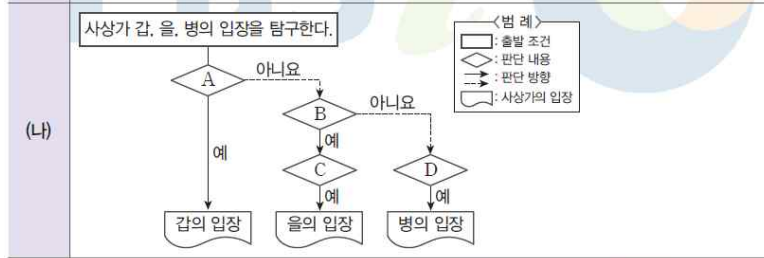 (나)
사상가 갑, 을, 병의 입장을 탐구한다.
<범 례>
: 출발 조건
: 판단 내용
: 판단 방향
: 사상가의 입장
A
아니요
B
아니요
예
예
C
D
예
예
갑의 입장
을의 입장
병의 입장